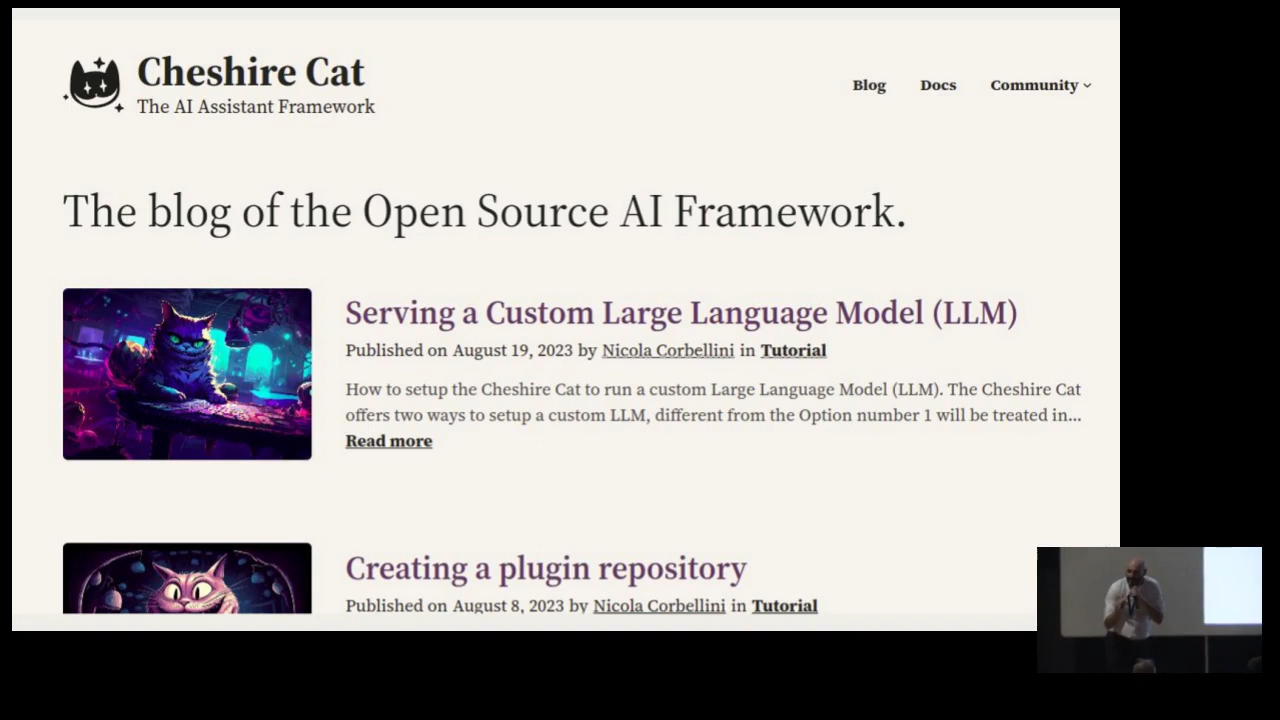 Cheshire Cat
The AI Assistant Framework
Blog
Docs
Community
The blog of the Open Source AI Framework.
Serving a Custom Large Language Model (LLM)
Published on August 19, 2023 by Nicola Corbellini in Tutorial
How to setup the Cheshire Cat to run a custom Large Language Model (LLM). The Cheshire Cat
offers two ways to setup a custom LLM, different from the Option number 1 will be treated in...
Read more
Creating a plugin repository
Published on August 8, 2023 by Nicola Corbellini in Tutorial